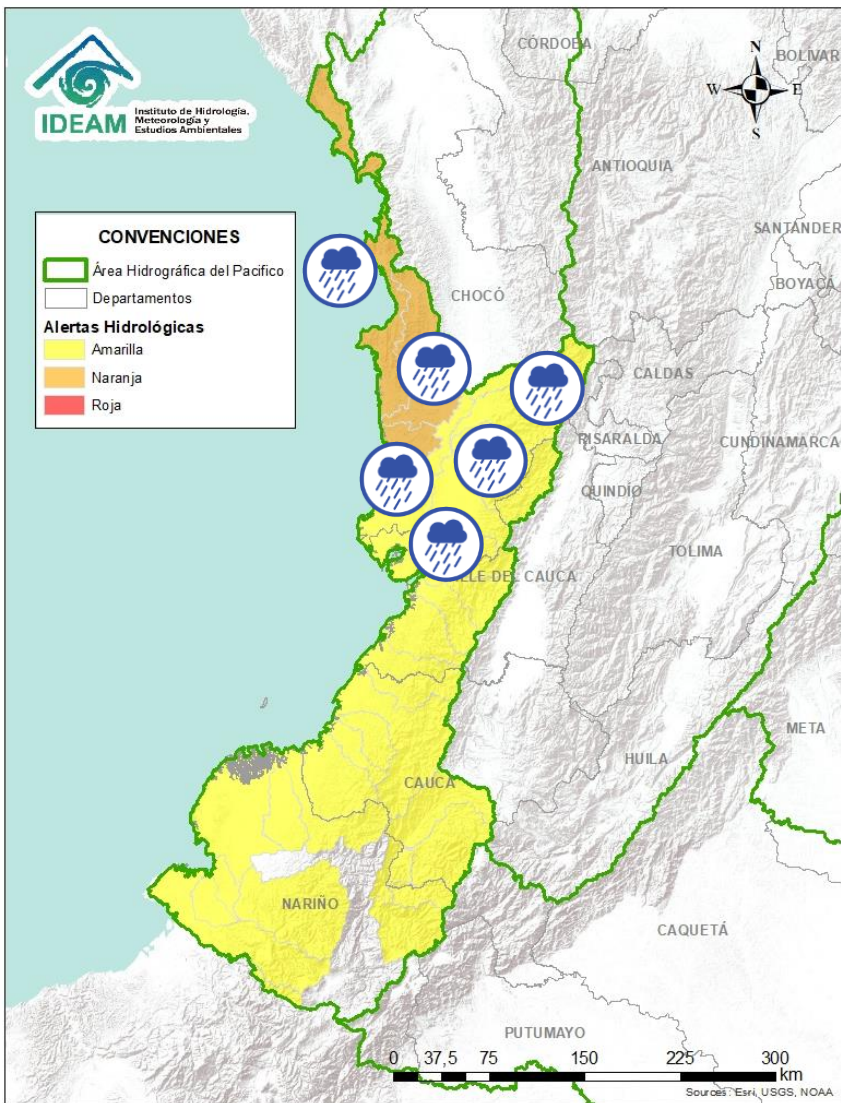 IDEAM
Instituto de Hidrología,
Meteorología y
Estudios Ambientales
CÓRDOBA
BOLIVAR
N
W
E
S
ANTIOQUIA
SANTANDER
BOYACÁ
CONVENCIONES
Área Hidrográfica del Pacifico
Departamentos
Alertas Hidrológicas
Amarilla
Naranja
Roja
CHOCÓ
CALDAS
RISARALDA
CUNDINAMARCA
QUINDÍO
TOLIMA
LLE DEL CAUCA
META
HUILA
CAUCA
NARIÑO
CAQUETÁ
PUTUMAYO
0 37,5 75 150 225 300
km
Sources: Esri, USGS, NOAA